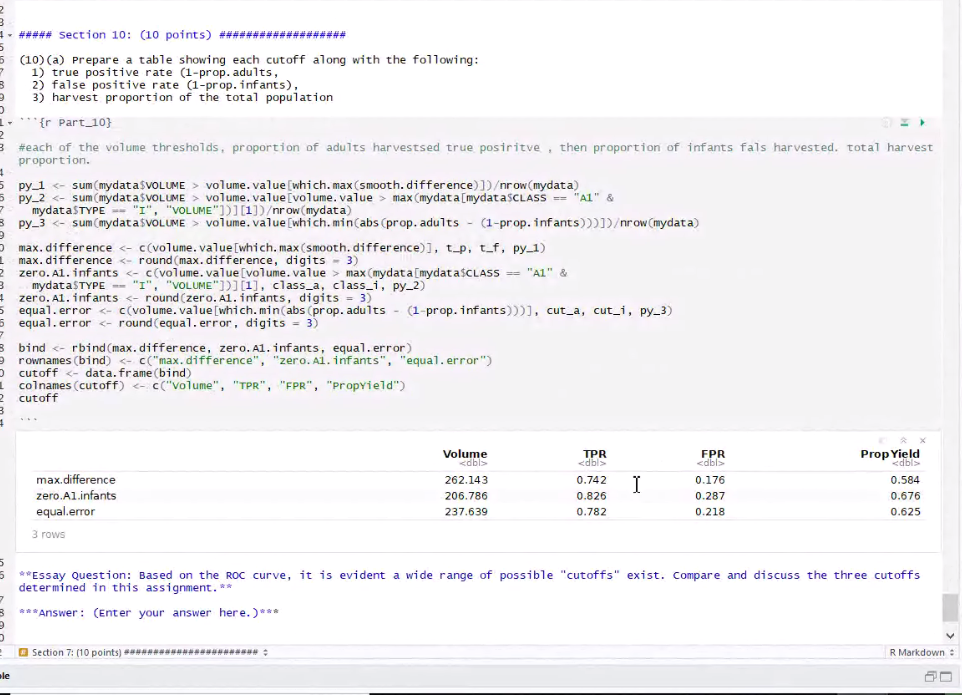 ##### Section 10: (10 points) ###################
(10)(a) Prepare a table showing each cutoff along with the following:
1) true positive rate (1-prop.adults,
2) false positive rate (1-prop.infants),
3) harvest proportion of the total population
```{r Part_10}
#each of the volume thresholds, proportion of adults harvestsed true posiritve , then proportion of infants fals harvested. total harvest
proportion.
py_1 <- sum(mydata$VOLUME > volume.value[which.max(smooth.difference)])/nrow(mydata)
py_2 <- sum(mydata$VOLUME > volume.value[volume.value > max(mydata[mydata$CLASS == "A1" &
mydata$TYPE == "I", "VOLUME"])][1])/nrow(mydata)
py_3 <- sum(mydata$VOLUME > volume.value[which.min(abs(prop.adults - (1-prop.infants)))])/nrow(mydata)
max.difference <- c(volume.value[which.max(smooth.difference)], t_p, t_f, py_1)
max.difference <- round(max.difference, digits = 3)
zero.A1.infants <- c(volume.value[volume.value > max(mydata[mydata$CLASS == "A1" &
mydata$TYPE == "I", "VOLUME"])][1], class_a, class_i, py_2)
zero.A1.infants <- round(zero.A1.infants, digits = 3)
equal.error <- c(volume.value[which.min(abs(prop.adults - (1-prop.infants)))], cut_a, cut_i, py_3)
equal.error <- round(equal.error, digits = 3)
bind <- rbind(max.difference, zero.A1.infants, equal.error)
rownames(bind) <- c("max.difference", "zero.A1.infants", "equal.error")
cutoff <- data.frame(bind)
colnames(cutoff) <- c("Volume", "TPR", "FPR", "PropYield")
cutoff
```
Volume TPR FPR PropYield
<dbl> <dbl> <dbl> <dbl>
max.difference 262.143 0.742 0.176 0.584
zero.A1.infants 206.786 0.826 0.287 0.676
equal.error 237.639 0.782 0.218 0.625
3 rows
**Essay Question: Based on the ROC curve, it is evident a wide range of possible "cutoffs" exist. Compare and discuss the three cutoffs
determined in this assignment.**
***Answer: (Enter your answer here.)***
Section 7: (10 points) #######################
R Markdown